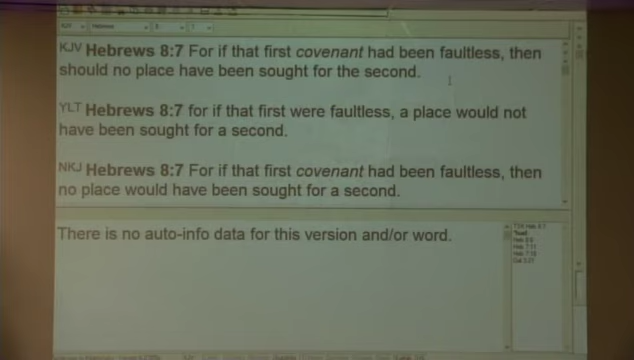 KJV Hebrews 8:7 For if that first covenant had been faultless, then
should no place have been sought for the second.
YLT Hebrews 8:7 for if that first were faultless, a place would not
have been sought for a second.
NKJ Hebrews 8:7 For if that first covenant had been faultless, then
no place would have been sought for a second.
There is no auto-info data for this version and/or word.